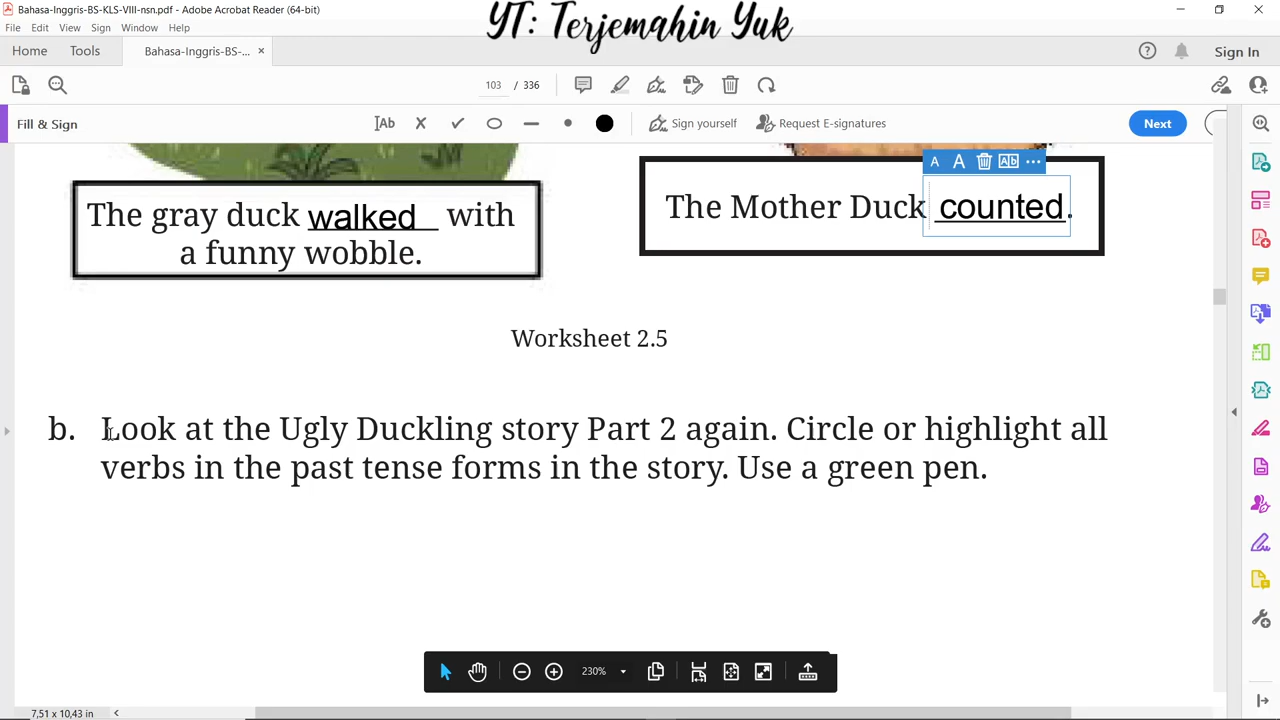 Bahasa-Inggris-BS-KLS-VIII-nsn.pdf - Adobe Acrobat Reader (64-bit)
YT: Terjemahin Yuk
File Edit View Sign Window Help
Home Tools Bahasa-Inggris-BS-... × Sign In
103 / 336
Fill & Sign Ab Sign yourself Request E-signatures Next
A A Ab ...
The gray duck walked with
a funny wobble.
The Mother Duck counted.
Worksheet 2.5
b. Look at the Ugly Duckling story Part 2 again. Circle or highlight all
verbs in the past tense forms in the story. Use a green pen.
230%
7,51 x 10,43 in